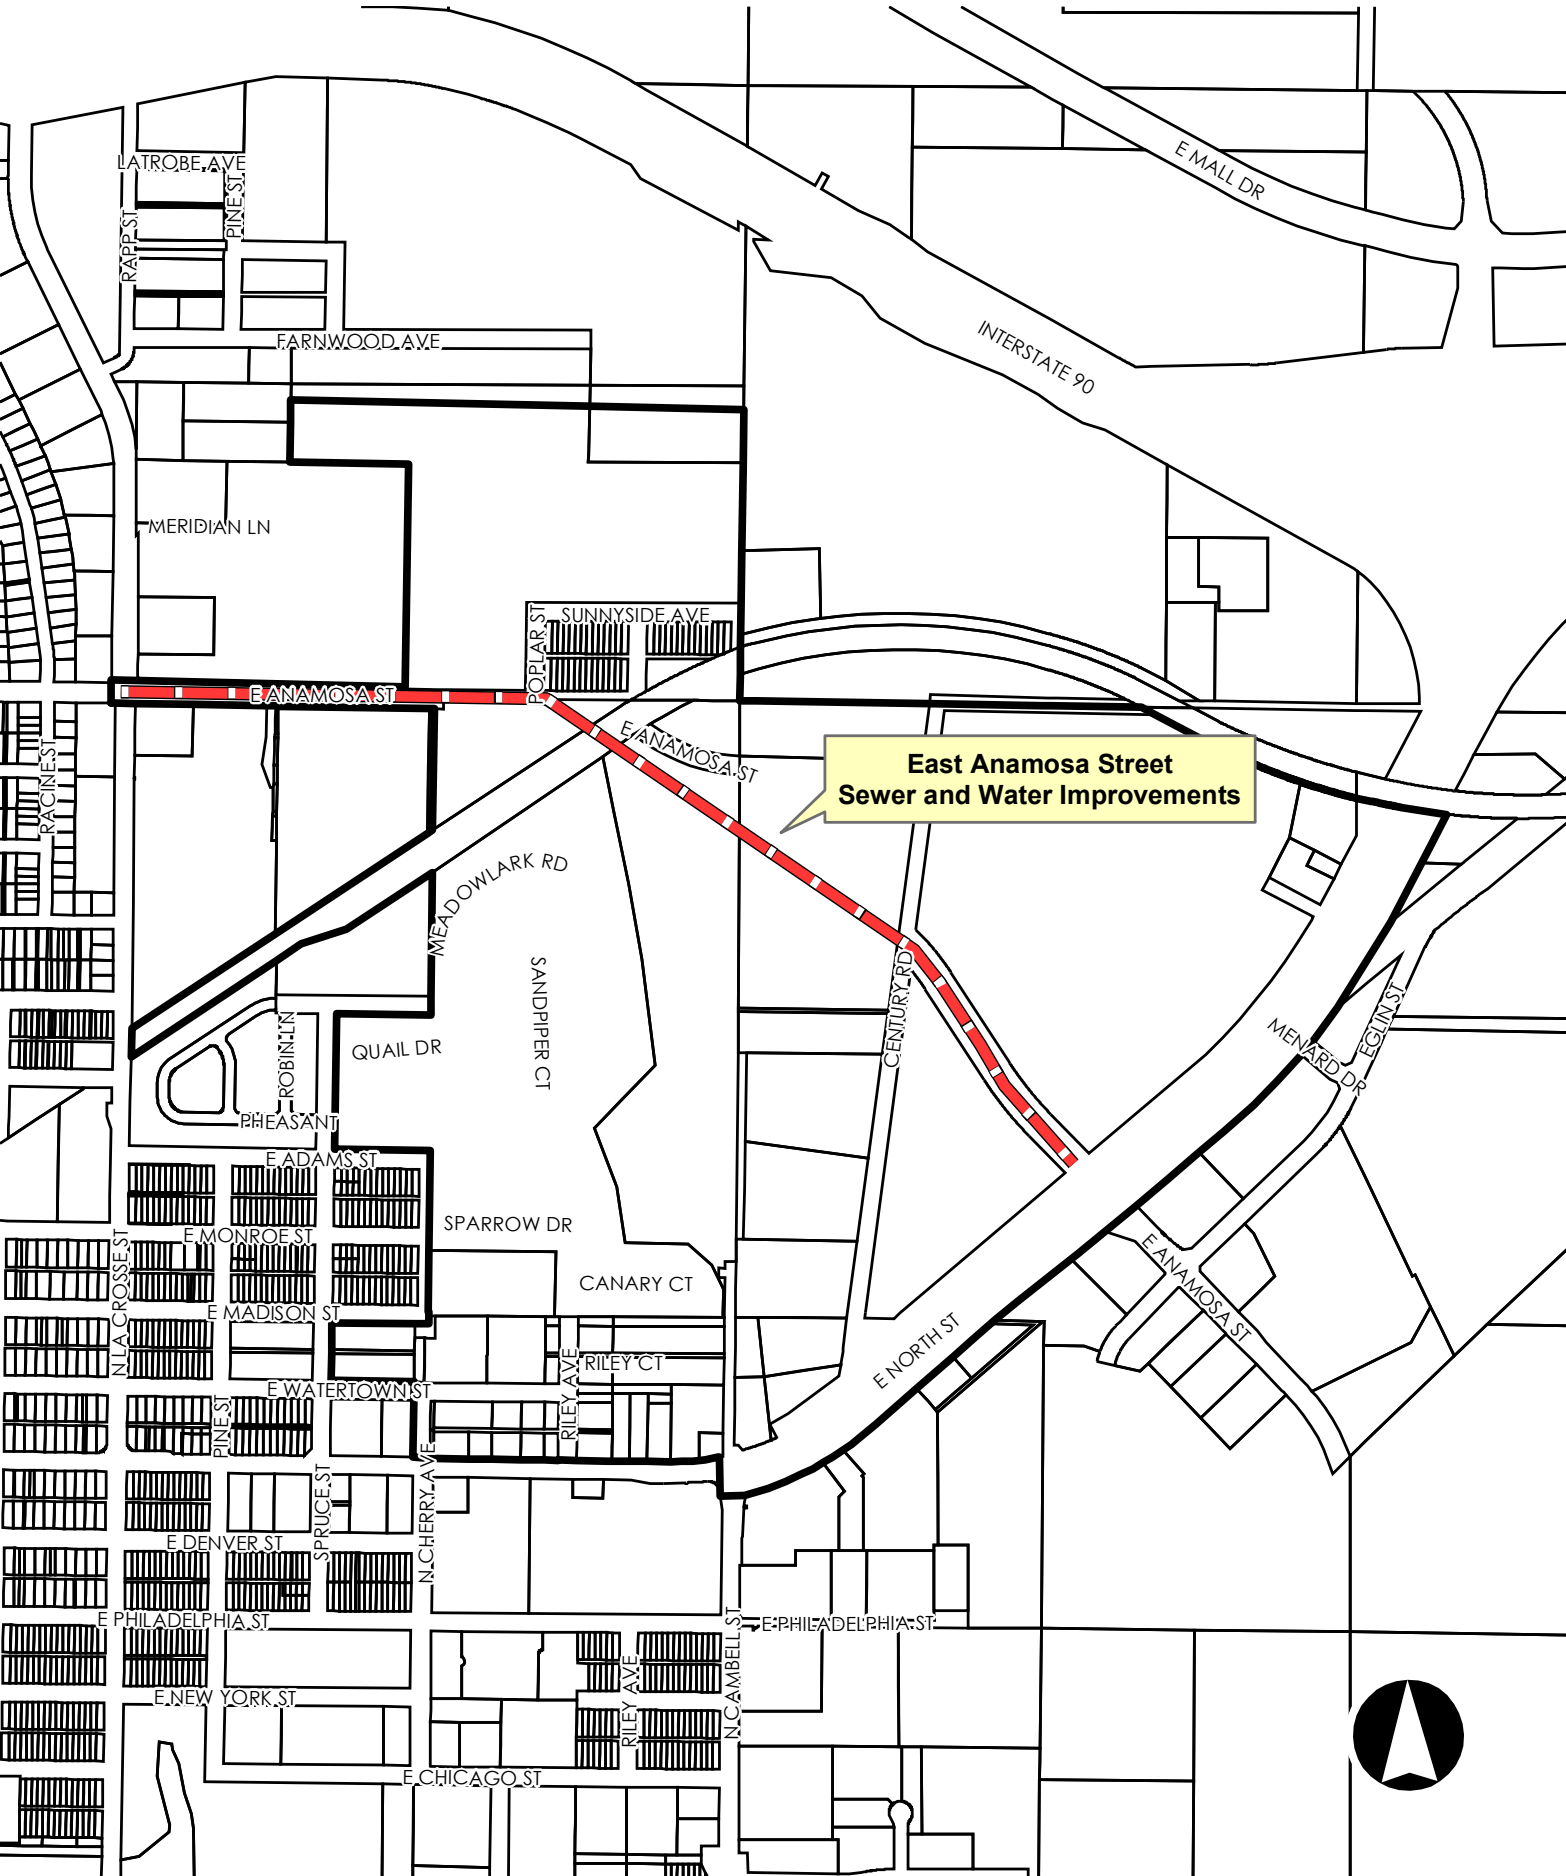 E MALL DR
LATROBE AVE
PINE ST
RAPP ST
FARNWOOD AVE
INTERSTATE 90
MERIDIAN LN
SUNNYSIDE AVE
POPLAR ST
E ANAMOSA ST
E ANAMOSA ST
East Anamosa Street
Sewer and Water Improvements
RACINE ST
MEADOWLARK RD
SANDPIPER CT
CENTURY RD
EGLIN ST
MENARD DR
ROBIN LN
QUAIL DR
PHEASANT
E ADAMS ST
SPARROW DR
E MONROE ST
N LA CROSSE ST
E ANAMOSA ST
CANARY CT
E MADISON ST
E NORTH ST
RILEY CT
RILEY AVE
E WATERTOWN ST
PINE ST
SPRUCE ST
N CHERRY AVE
E DENVER ST
E PHILADELPHIA ST
E PHILADELPHIA ST
N CAMBELL ST
RILEY AVE
E NEW YORK ST
E CHICAGO ST